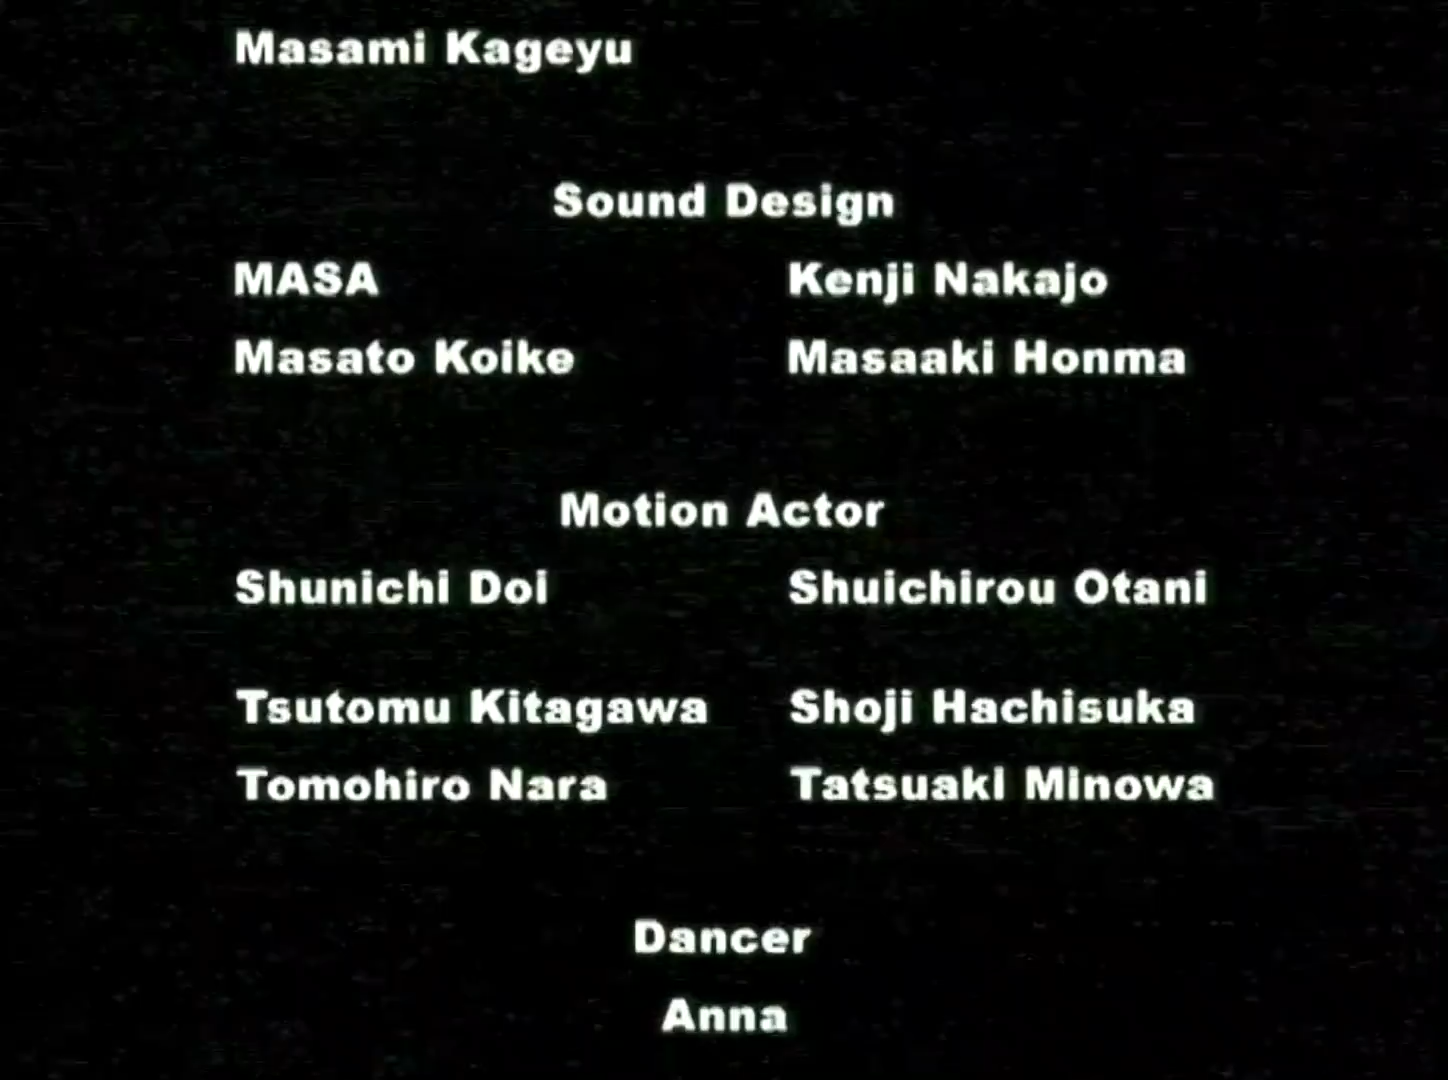 Masami Kageyu
Sound Design
MASA Kenji Nakajo
Masato Koike Masaaki Honma
Motion Actor
Shunichi Doi Shuichirou Otani
Tsutomu Kitagawa Shoji Hachisuka
Tomohiro Nara Tatsuaki Minowa
Dancer
Anna